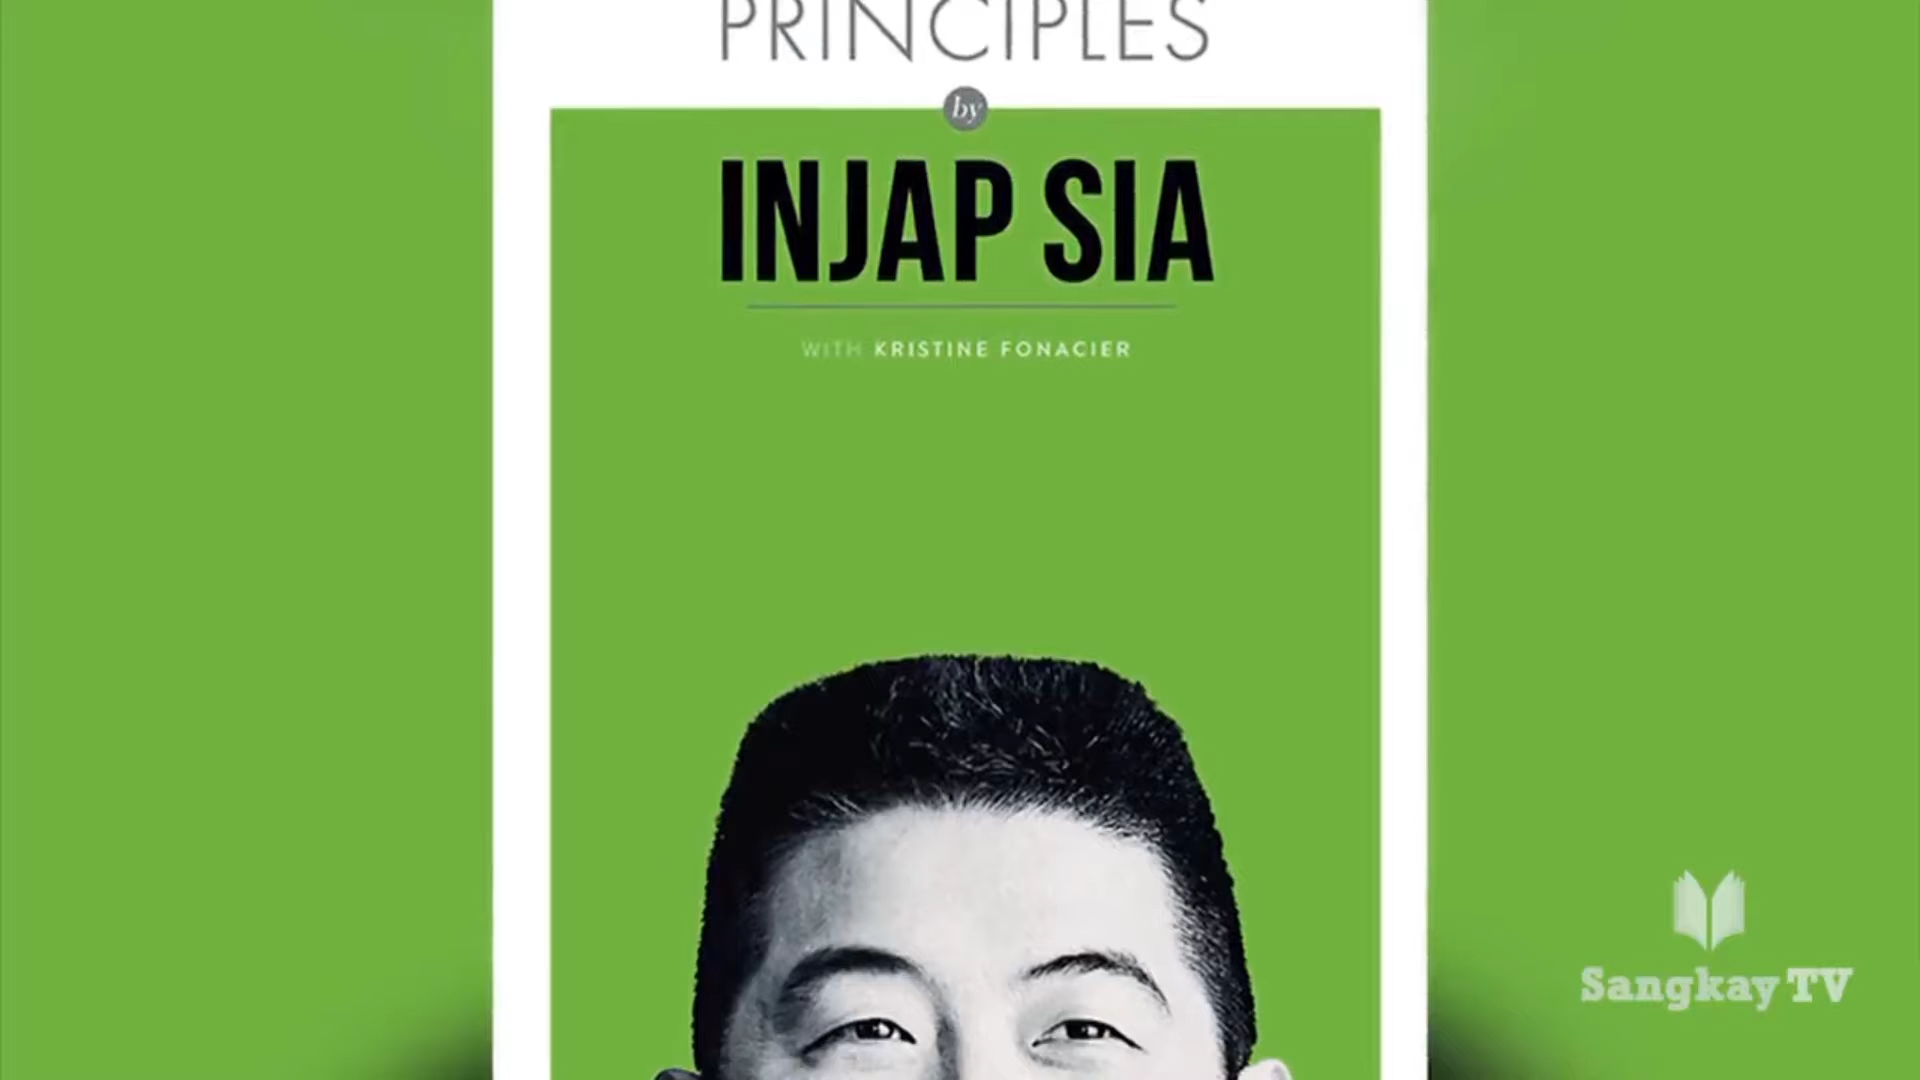 PRINCIPLES
by
INJAP SIA
WITH KRISTINE FONACIER
Sangkay TV